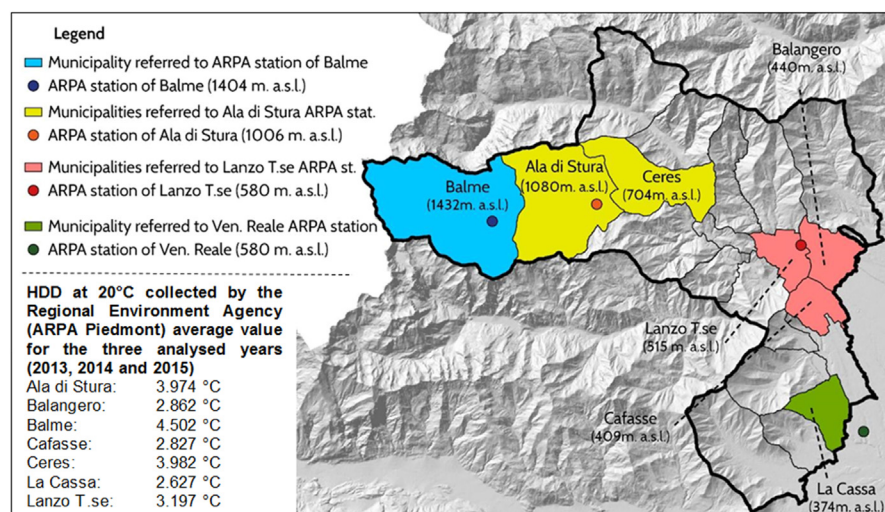 Legend
Municipality referred to ARPA station of Balme
ARPA station of Balme (1404 m. a.s.l.)
Municipalities referred to Ala di Stura ARPA stat.
ARPA station of Ala di Stura (1006 m. a.s.l.)
Municipalities referred to Lanzo T.se ARPA st.
ARPA station of Lanzo T.se (580 m. a.s.l.)
Municipality referred to Ven. Reale ARPA station
ARPA station of Ven. Reale (580 m. a.s.l.)
HDD at 20°C collected by the
Regional Environment Agency
(ARPA Piedmont) average value
for the three analysed years
(2013, 2014 and 2015)
Ala di Stura: 3.974 °C
Balangero: 2.862 °C
Balme: 4.502 °C
Cafasse: 2.827 °C
Ceres: 3.982 °C
La Cassa: 2.627 °C
Lanzo T.se: 3.197 °C
Balangero
(440m. a.s.l.)
Balme
(1432m. a.s.l.)
Ala di Stura
(1080m. a.s.l.)
Ceres
(704m. a.s.l.)
Lanzo T.se
(515 m. a.s.l.)
Cafasse
(409m. a.s.l.)
La Cassa
(374m. a.s.l.)